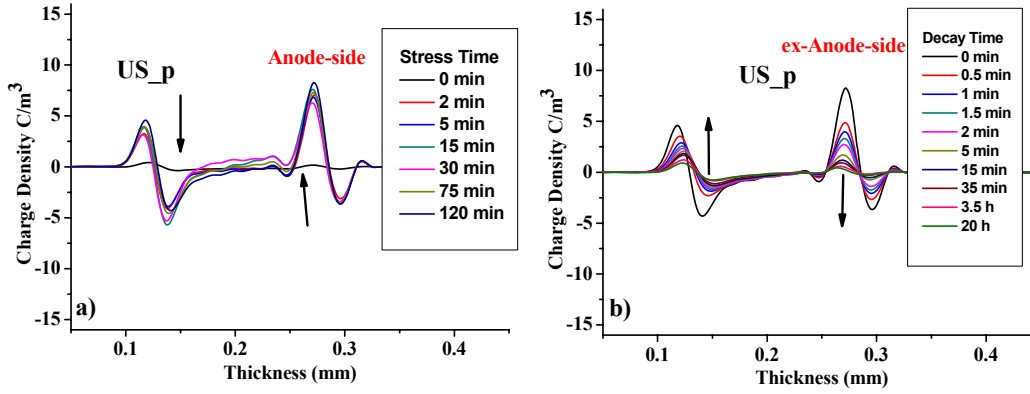 15
10
5
0
-5
-10
-15
Charge Density C/m³
US_p
Anode-side
Stress Time
0 min
2 min
5 min
15 min
30 min
75 min
120 min
a)
0.1 0.2 0.3 0.4
Thickness (mm)
15
10
5
0
-5
-10
-15
Charge Density C/m³
ex-Anode-side
US_p
Decay Time
0 min
0.5 min
1 min
1.5 min
2 min
5 min
15 min
35 min
3.5 h
20 h
b)
0.1 0.2 0.3 0.4
Thickness (mm)